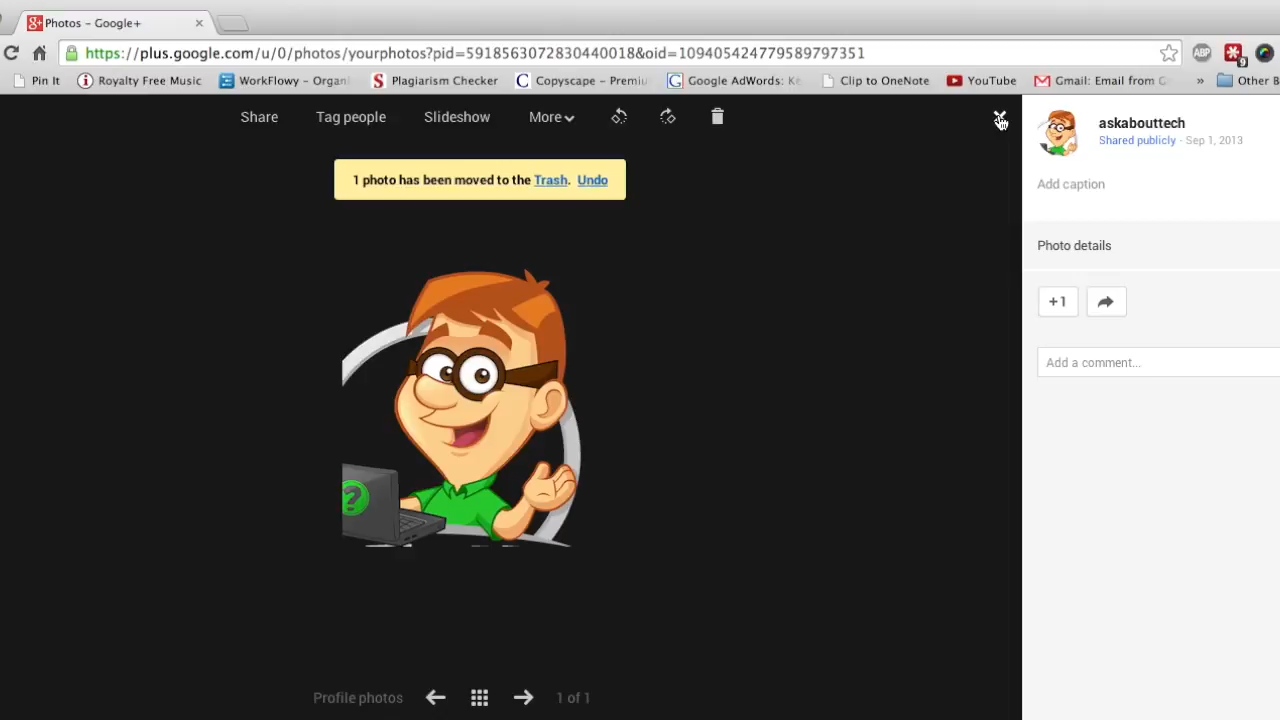 Photos – Google+
https://plus.google.com/u/0/photos/yourphotos?pid=5918563072830440018&oid=109405424779589797351
ABP
9
Pin It
Royalty Free Music
WorkFlowy – Organi
Plagiarism Checker
Copyscape – Premiu
Google AdWords: Ke
Clip to OneNote
YouTube
Gmail: Email from G
»
Other B
Share
Tag people
Slideshow
More
1 photo has been moved to the Trash. Undo
askabouttech
Shared publicly - Sep 1, 2013
Add caption
Photo details
+1
Add a comment...
?
Profile photos
1 of 1